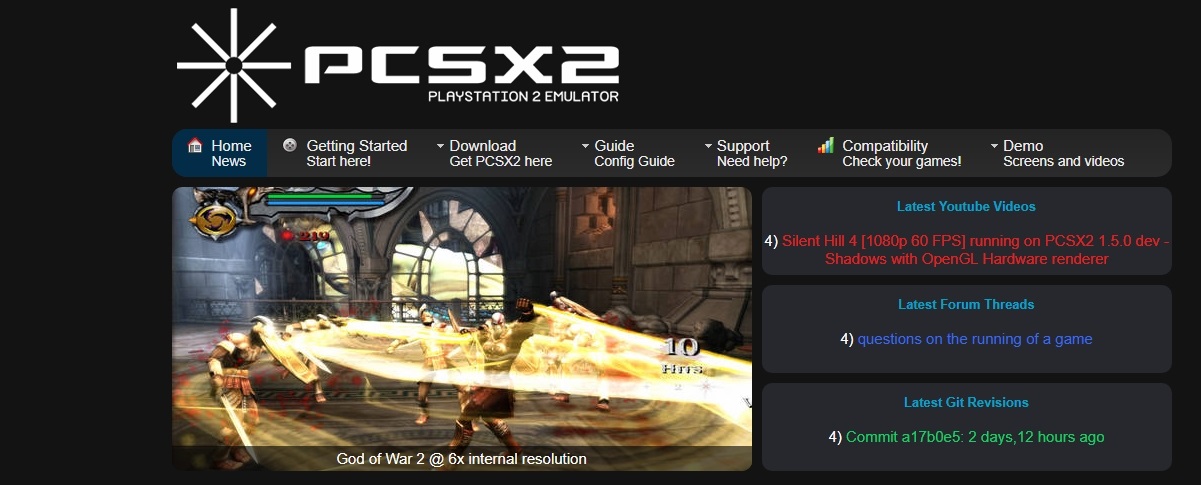 PCSX2
PLAYSTATION 2 EMULATOR
Home
News
Getting Started
Start here!
Download
Get PCSX2 here
Guide
Config Guide
Support
Need help?
Compatibility
Check your games!
Demo
Screens and videos
219
10
Hits
God of War 2 @ 6x internal resolution
Latest Youtube Videos
4) Silent Hill 4 [1080p 60 FPS] running on PCSX2 1.5.0 dev -
Shadows with OpenGL Hardware renderer
Latest Forum Threads
4) questions on the running of a game
Latest Git Revisions
4) Commit a17b0e5: 2 days,12 hours ago